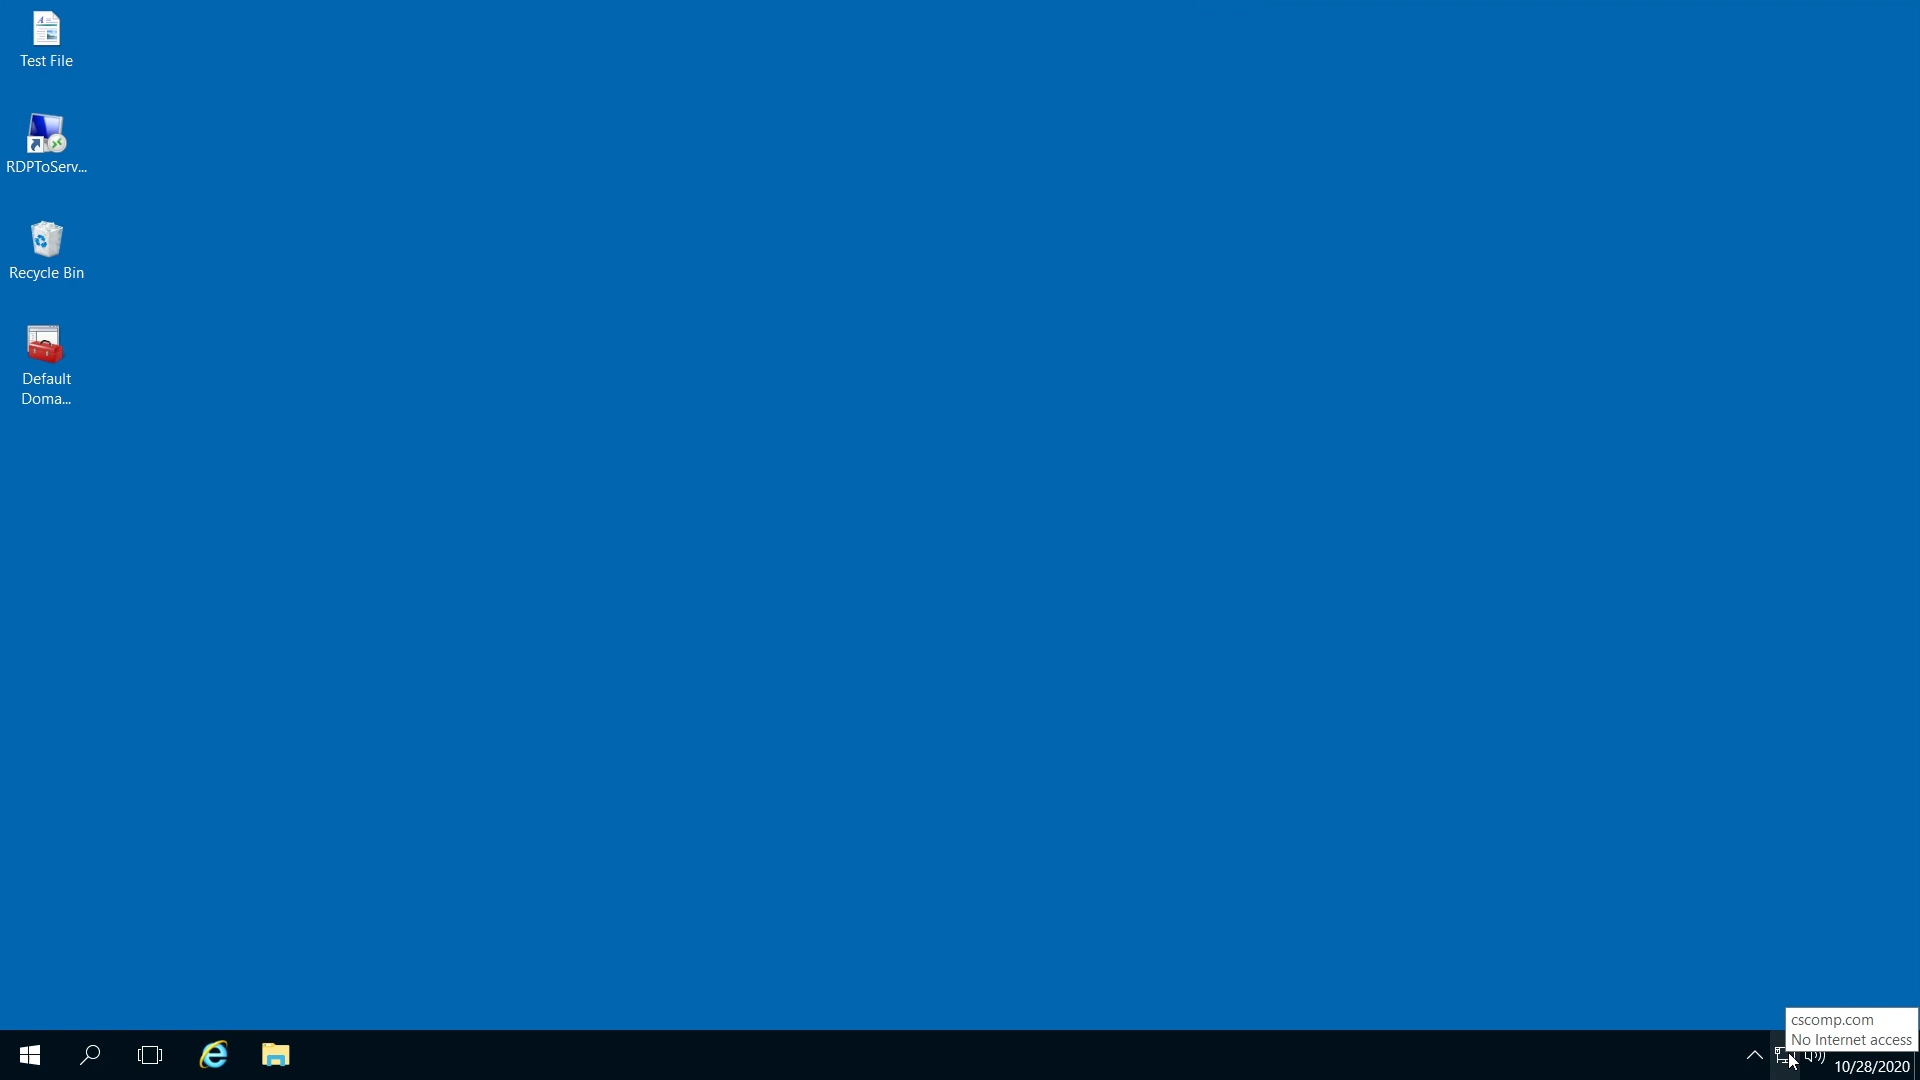 Test File
RDPToServ...
Recycle Bin
Default
Doma...
cscomp.com
No Internet access
10/28/2020